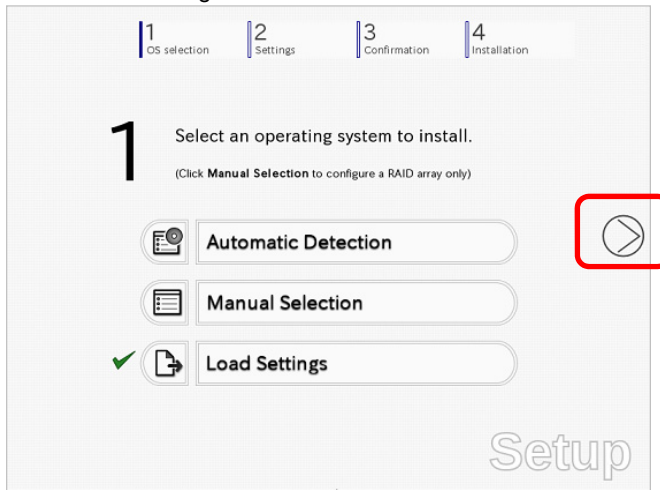 1 2 3 4
OS selection Settings Confirmation Installation
1 Select an operating system to install.
(Click Manual Selection to configure a RAID array only)
Automatic Detection
Manual Selection
Load Settings
Setup